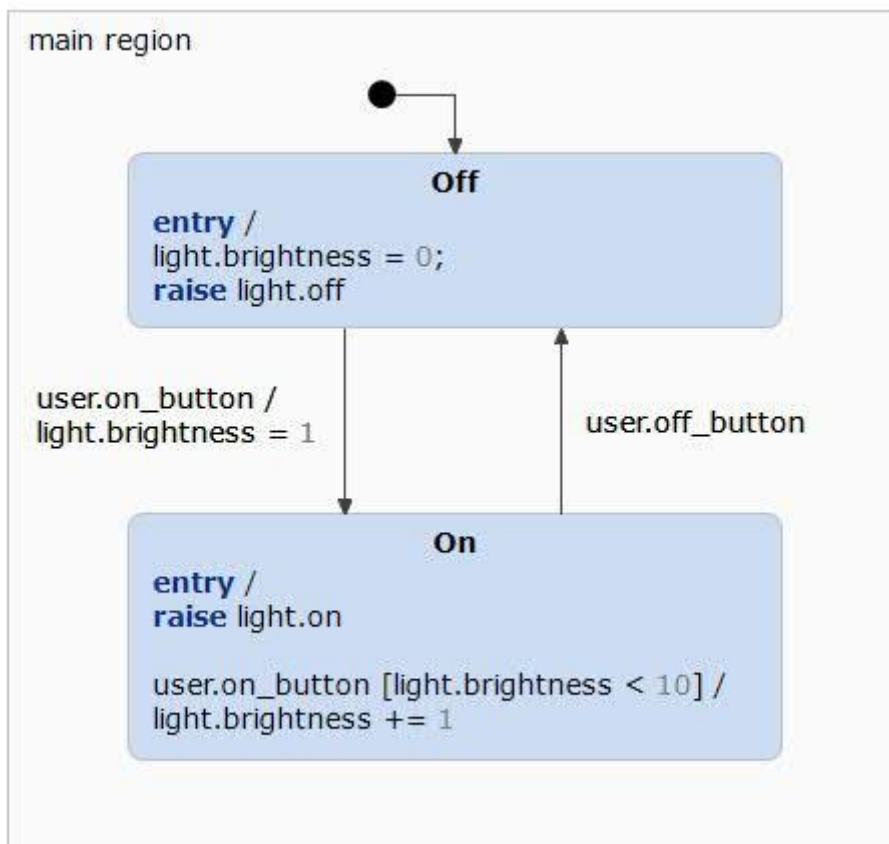 main region
Off
entry /
light.brightness = 0;
raise light.off
user.on_button /
light.brightness = 1
user.off_button
On
entry /
raise light.on
user.on_button [light.brightness < 10] /
light.brightness += 1